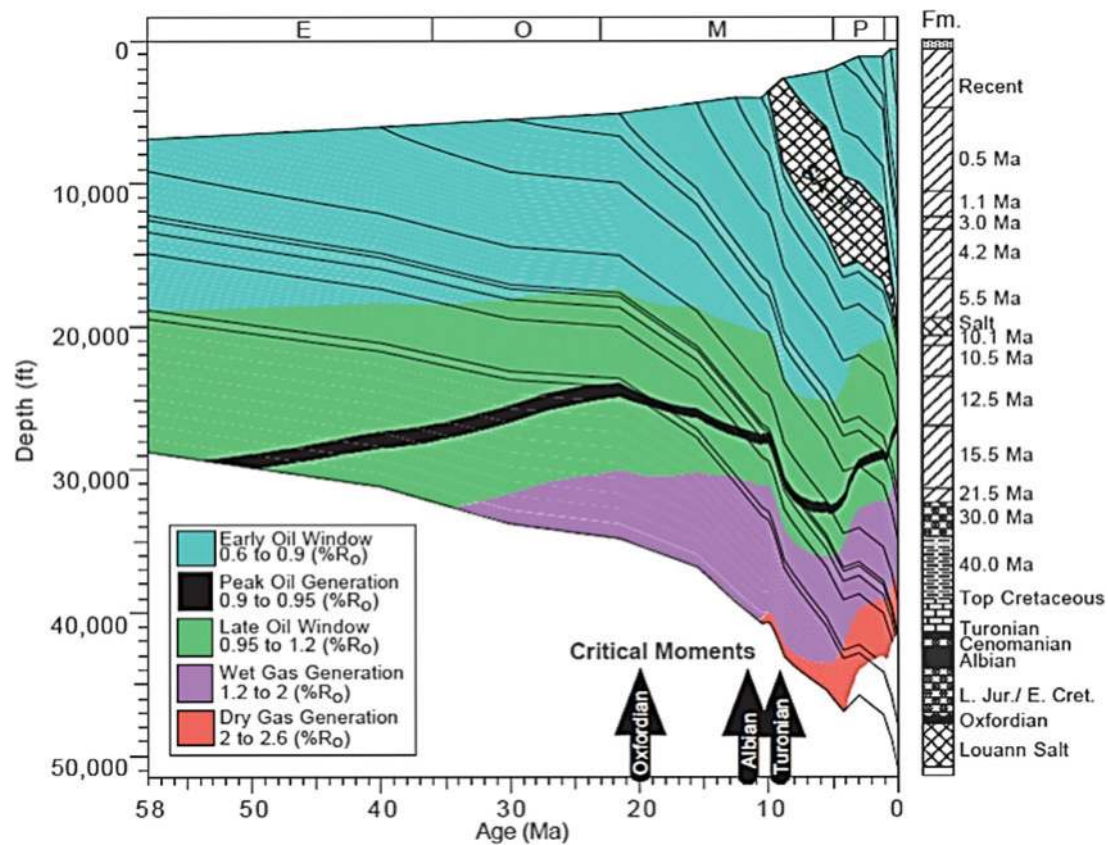 E O M P
Fm.
0
10,000
20,000
30,000
40,000
50,000
Depth (ft)
Early Oil Window
0.6 to 0.9 (%Ro)
Peak Oil Generation
0.9 to 0.95 (%Ro)
Late Oil Window
0.95 to 1.2 (%Ro)
Wet Gas Generation
1.2 to 2 (%Ro)
Dry Gas Generation
2 to 2.6 (%Ro)
Critical Moments
Oxfordian
Albian
Turonian
58 50 40 30 20 10 0
Age (Ma)
Recent
0.5 Ma
1.1 Ma
3.0 Ma
4.2 Ma
5.5 Ma
Salt
10.1 Ma
10.5 Ma
12.5 Ma
15.5 Ma
21.5 Ma
30.0 Ma
40.0 Ma
Top Cretaceous
Turonian
Cenomanian
Albian
L. Jur./ E. Cret.
Oxfordian
Louann Salt